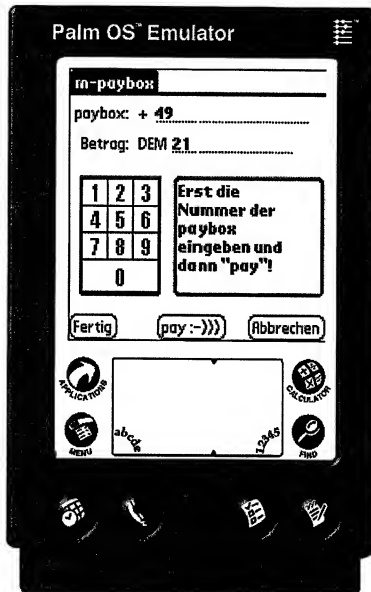 Palm OS™ Emulator
m-paybox
paybox: + 49
Betrag: DEM 21
1 2 3
4 5 6
7 8 9
0
Erst die
Nummer der
paybox
eingeben und
dann "pay"!
Fertig
pay :-)))
Abbrechen
APPLICATIONS
CALCULATOR
MENU
abcde
12345
FIND